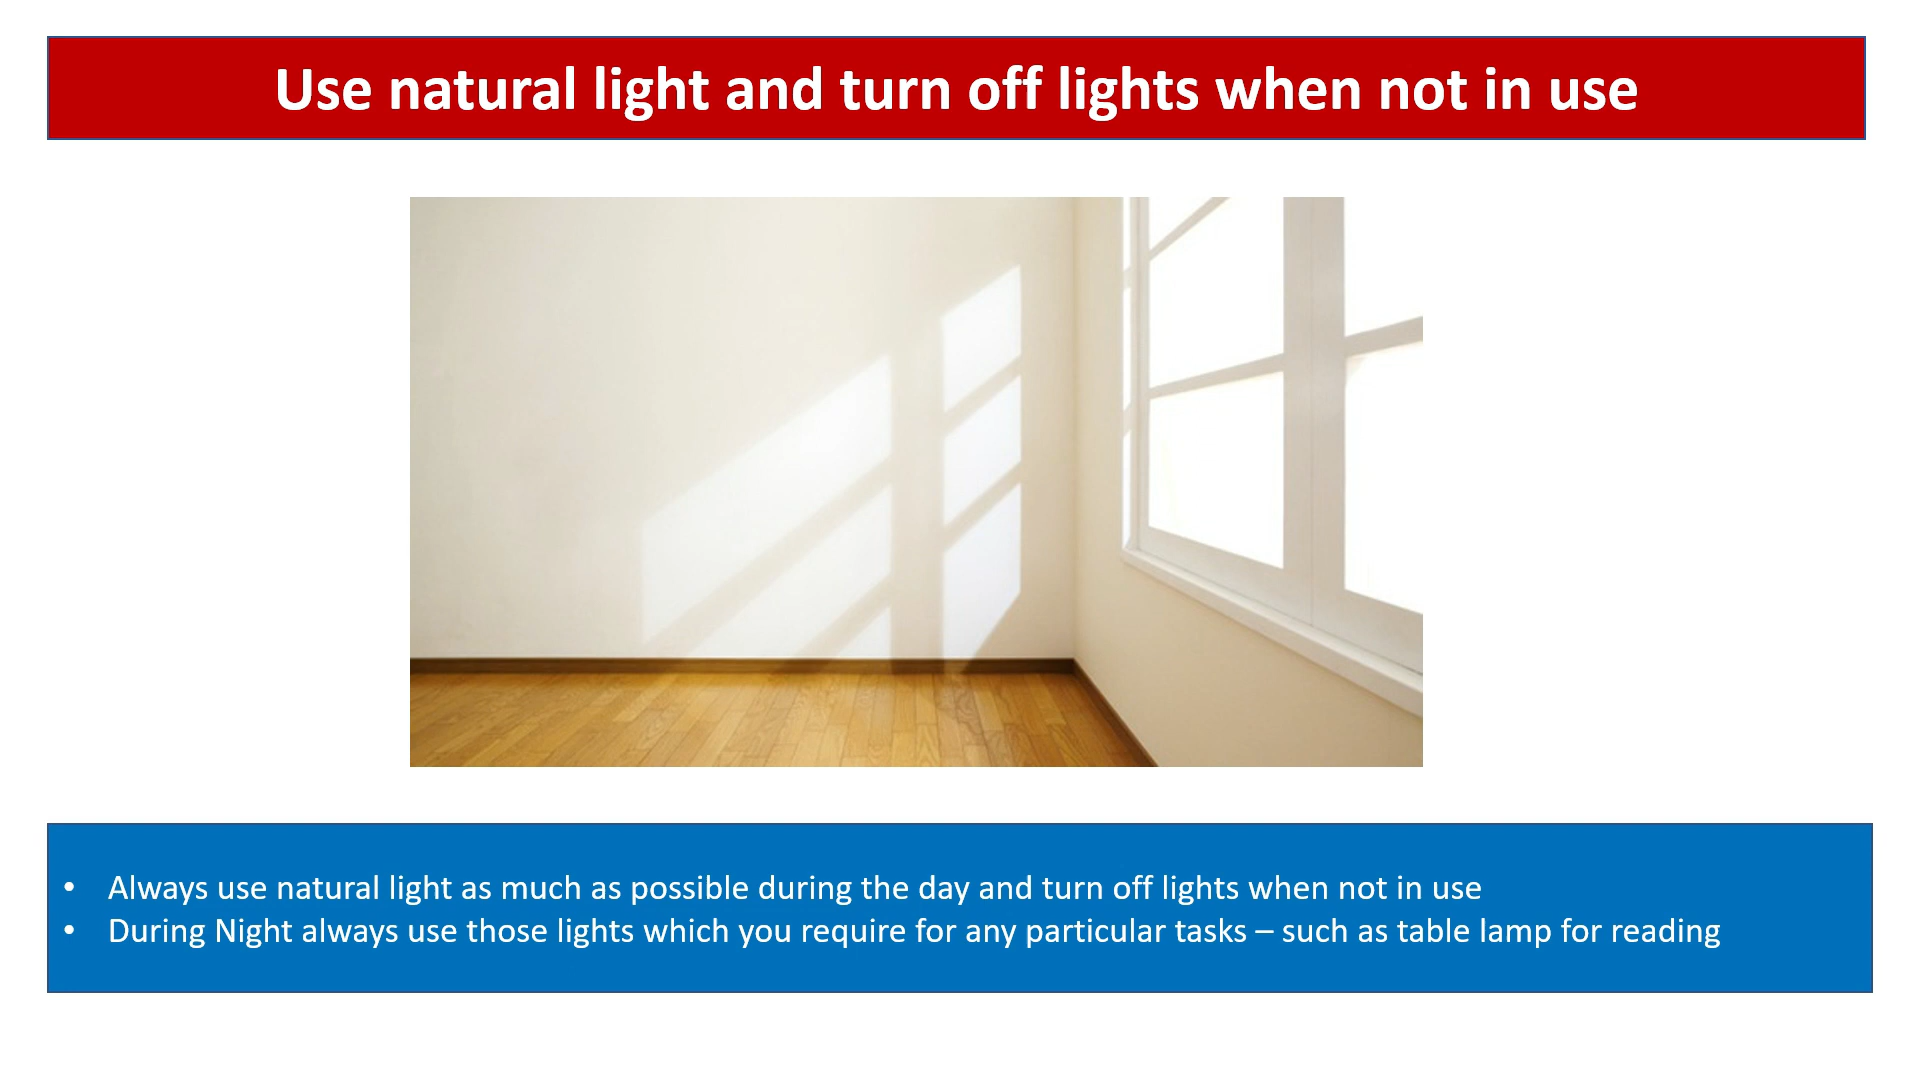 Use natural light and turn off lights when not in use
• Always use natural light as much as possible during the day and turn off lights when not in use
• During Night always use those lights which you require for any particular tasks – such as table lamp for reading